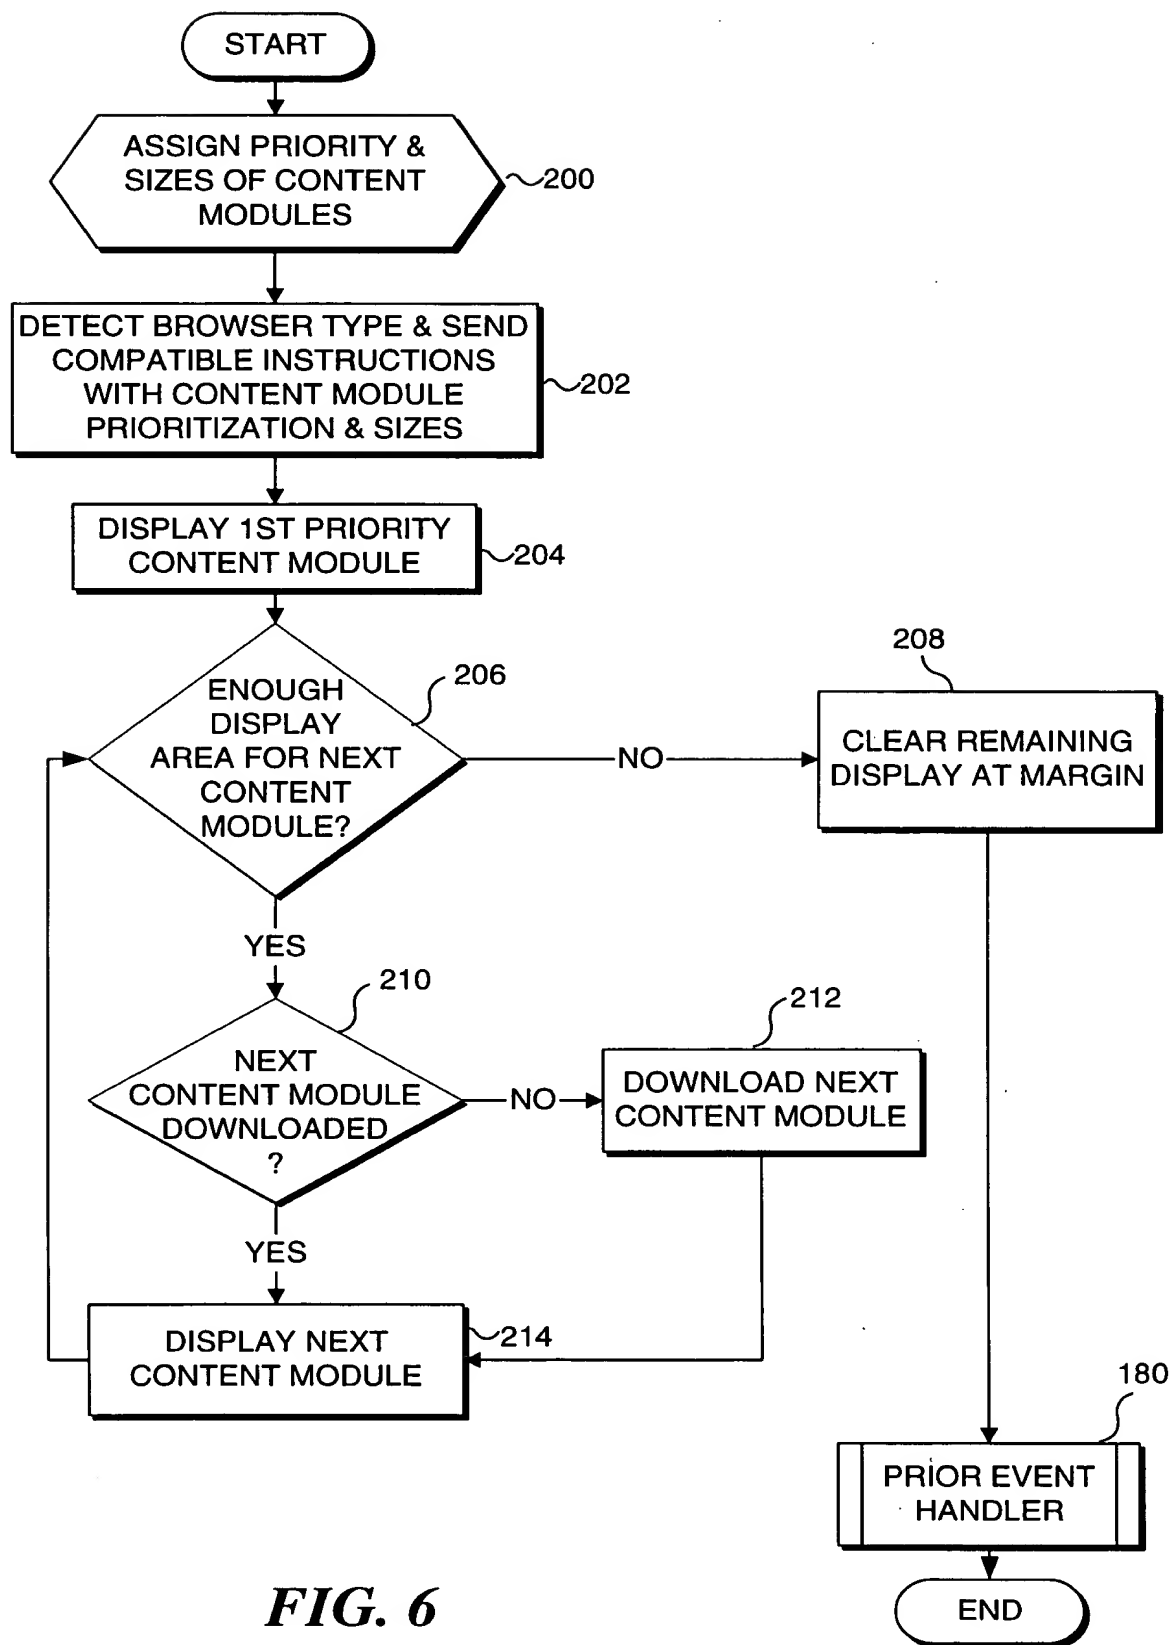 START
ASSIGN PRIORITY &
SIZES OF CONTENT
MODULES
200
DETECT BROWSER TYPE & SEND
COMPATIBLE INSTRUCTIONS
WITH CONTENT MODULE
PRIORITIZATION & SIZES
202
DISPLAY 1ST PRIORITY
CONTENT MODULE
204
ENOUGH
DISPLAY
AREA FOR NEXT
CONTENT
MODULE?
206
NO
208
CLEAR REMAINING
DISPLAY AT MARGIN
YES
210
NEXT
CONTENT MODULE
DOWNLOADED
?
NO
212
DOWNLOAD NEXT
CONTENT MODULE
YES
DISPLAY NEXT
CONTENT MODULE
214
180
PRIOR EVENT
HANDLER
END
FIG. 6